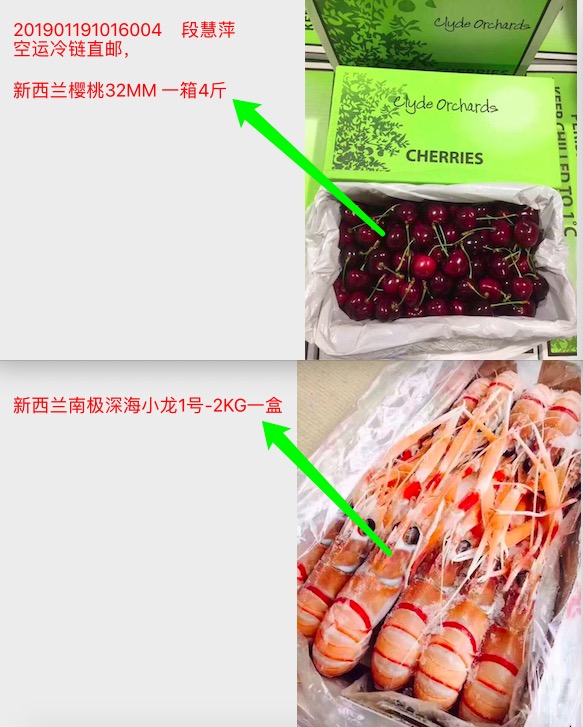 201901191016004 段慧萍
空运冷链直邮，
新西兰樱桃32MM 一箱4斤
Clyde Orchards
Clyde Orchards
CHERRIES
KEEP CHILLED TO 1°C
新西兰南极深海小龙1号-2KG一盒